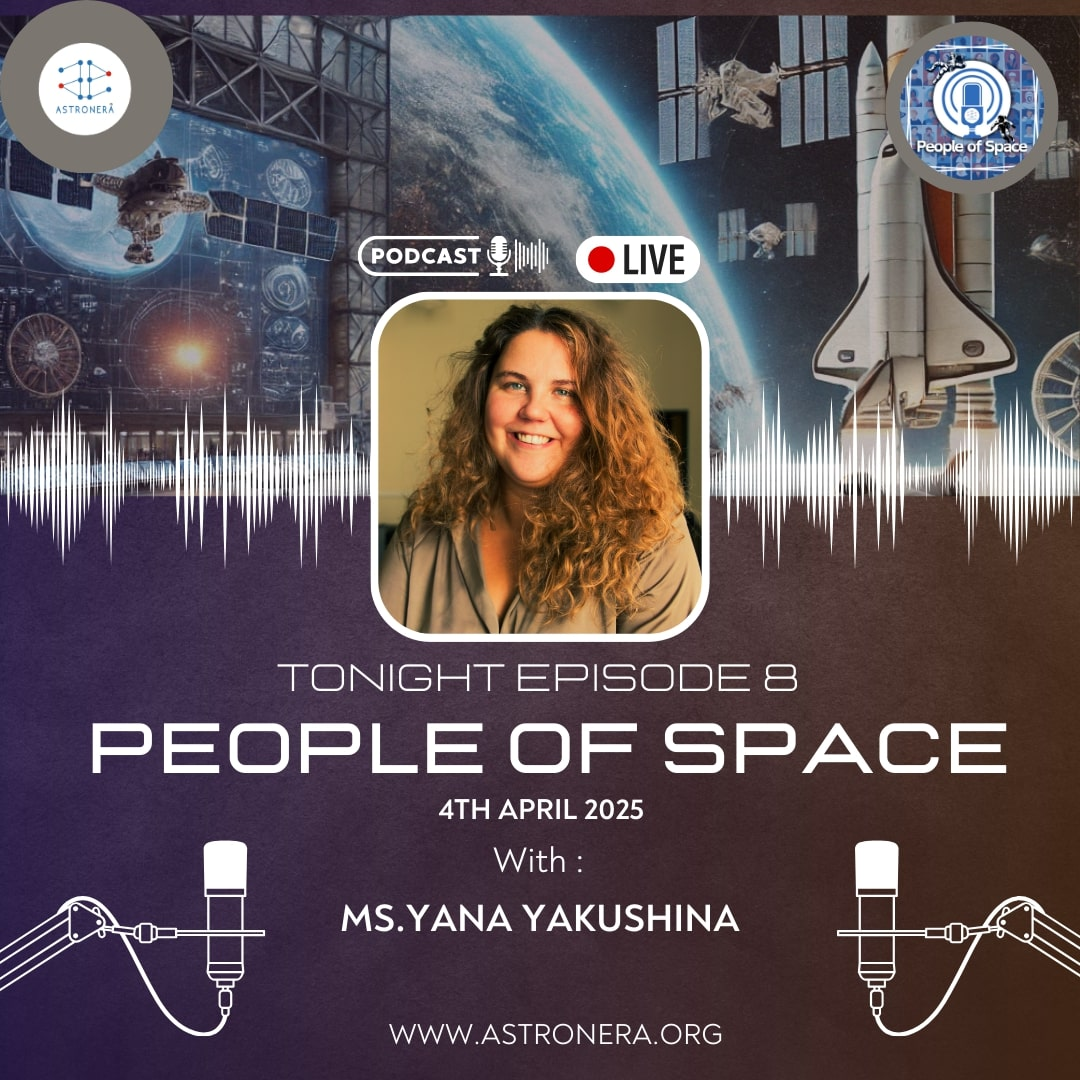 ASTRONERÂ
People of Space
PODCAST
LIVE
TONIGHT EPISODE 8
PEOPLE OF SPACE
4TH APRIL 2025
With :
MS.YANA YAKUSHINA
WWW.ASTRONERA.ORG